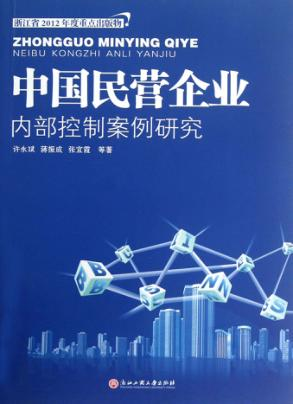 浙江省2012年度重点出版物
ZHONGGUO MINYING QIYE
NEIBU KONGZHI ANLI YANJIU
中国民营企业
内部控制案例研究
许永斌 蒋振成 张宜霞 等著
浙江工商大学出版社